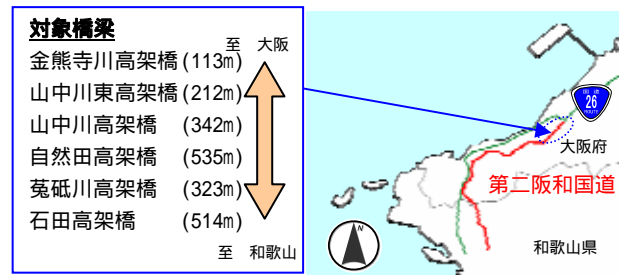 対象橋梁
至 大阪
金熊寺川高架橋(113m)
山中川東高架橋(212m)
山中川高架橋 (342m)
自然田高架橋 (535m)
菟砥川高架橋 (323m)
石田高架橋 (514m)
至 和歌山
国道
26
ROUTE
大阪府
第二阪和国道
和歌山県
N